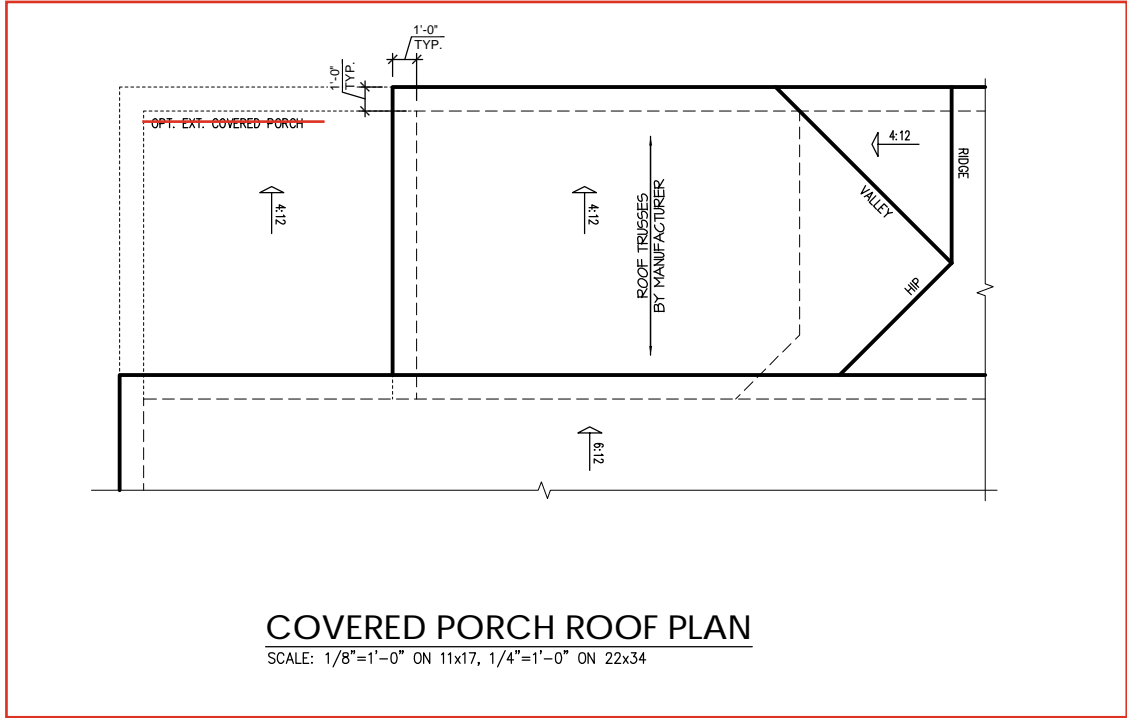 1'-0"
TYP.
1'-0"
TYP.
OPT. EXT. COVERED PORCH
4:12
RIDGE
4:12
4:12
ROOF TRUSSES
BY MANUFACTURER
VALLEY
HIP
6:12
COVERED PORCH ROOF PLAN
SCALE: 1/8"=1'-0" ON 11x17, 1/4"=1'-0" ON 22x34